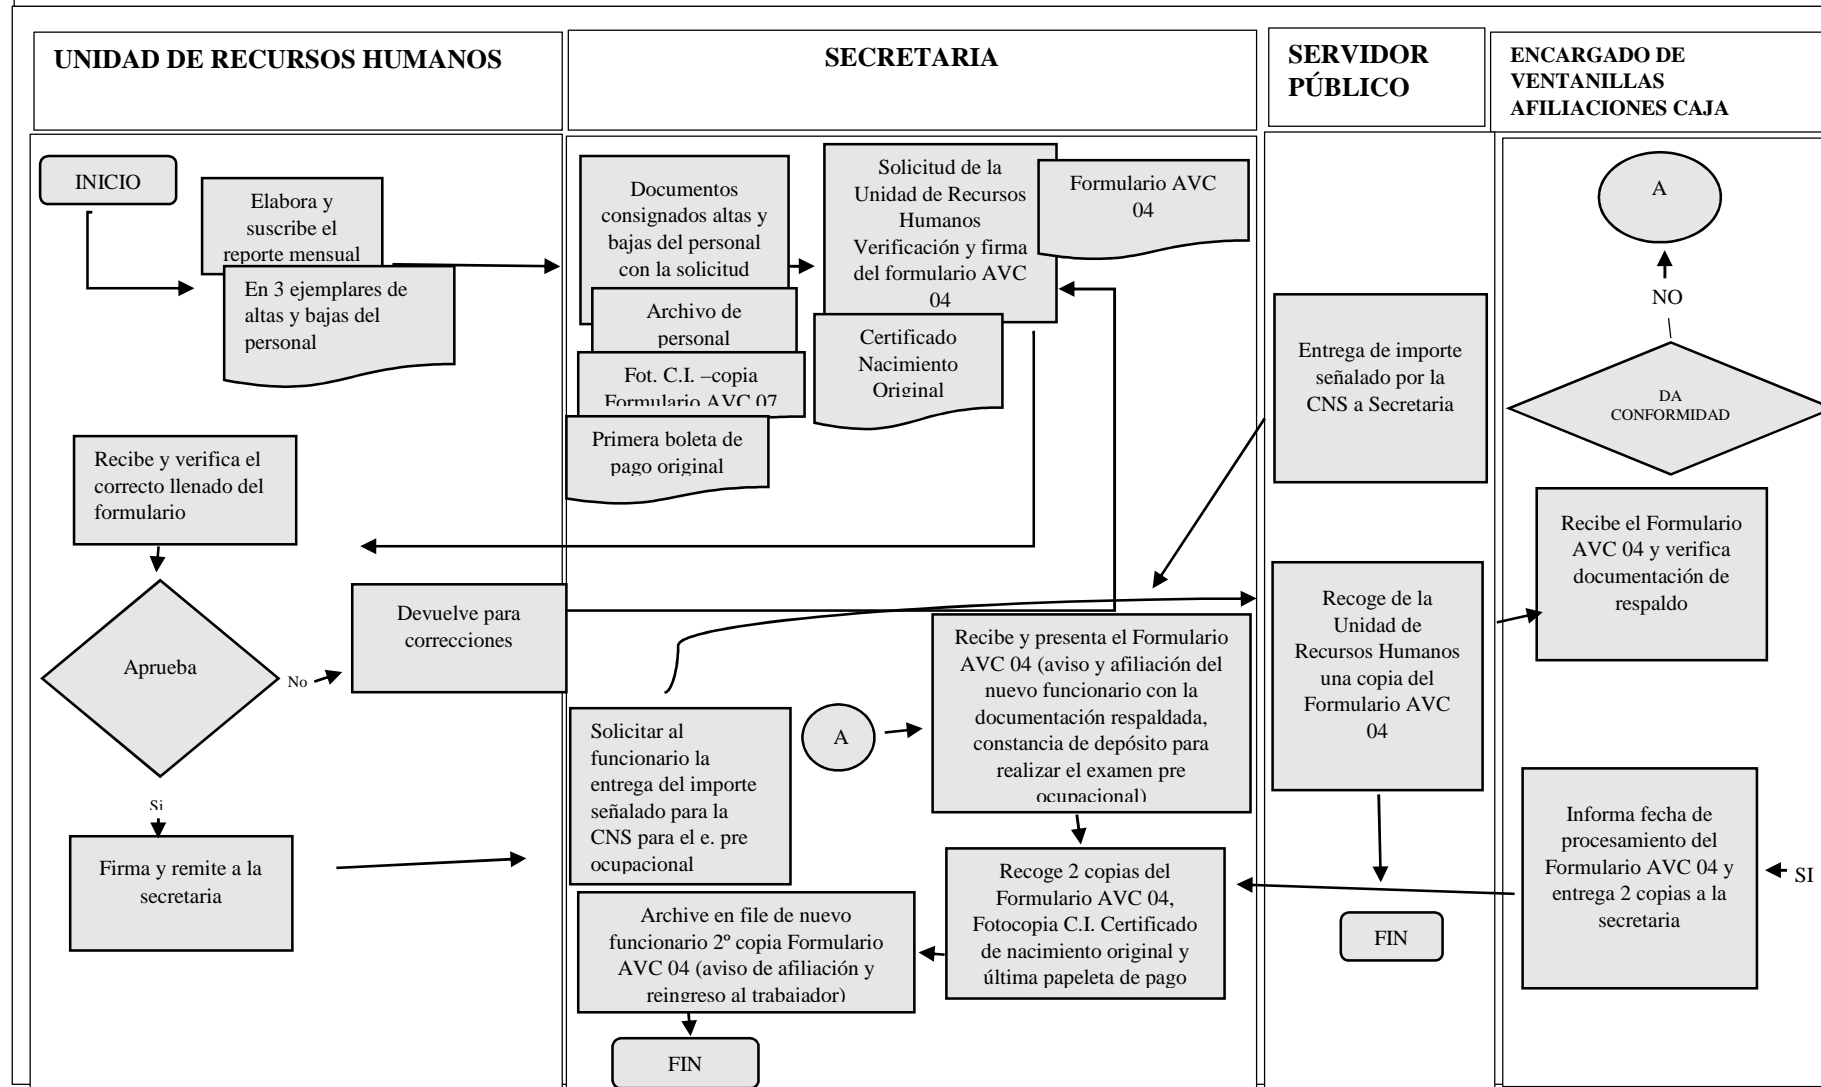 UNIDAD DE RECURSOS HUMANOS
SECRETARIA
SERVIDOR
PÚBLICO
ENCARGADO DE
VENTANILLAS
AFILIACIONES CAJA
INICIO
Elabora y
suscribe el
reporte mensual
En 3 ejemplares de
altas y bajas del
personal
Recibe y verifica el
correcto llenado del
formulario
Aprueba
No
Devuelve para
correcciones
Si
Firma y remite a la
secretaria
Documentos
consignados altas y
bajas del personal
con la solicitud
Archivo de
personal
Fot. C.I. –copia
Formulario AVC 07
Primera boleta de
pago original
Solicitud de la
Unidad de Recursos
Humanos
Verificación y firma
del formulario AVC
04
Formulario AVC
04
Certificado
Nacimiento
Original
Solicitar al
funcionario la
entrega del importe
señalado para la
CNS para el e. pre
ocupacional
A
Recibe y presenta el Formulario
AVC 04 (aviso y afiliación del
nuevo funcionario con la
documentación respaldada,
constancia de depósito para
realizar el examen pre
ocupacional)
Recoge 2 copias del
Formulario AVC 04,
Fotocopia C.I. Certificado
de nacimiento original y
última papeleta de pago
Archive en file de nuevo
funcionario 2º copia Formulario
AVC 04 (aviso de afiliación y
reingreso al trabajador)
FIN
Entrega de importe
señalado por la
CNS a Secretaria
Recoge de la
Unidad de
Recursos Humanos
una copia del
Formulario AVC
04
FIN
A
NO
DA
CONFORMIDAD
Recibe el Formulario
AVC 04 y verifica
documentación de
respaldo
Informa fecha de
procesamiento del
Formulario AVC 04 y
entrega 2 copias a la
secretaria
SI